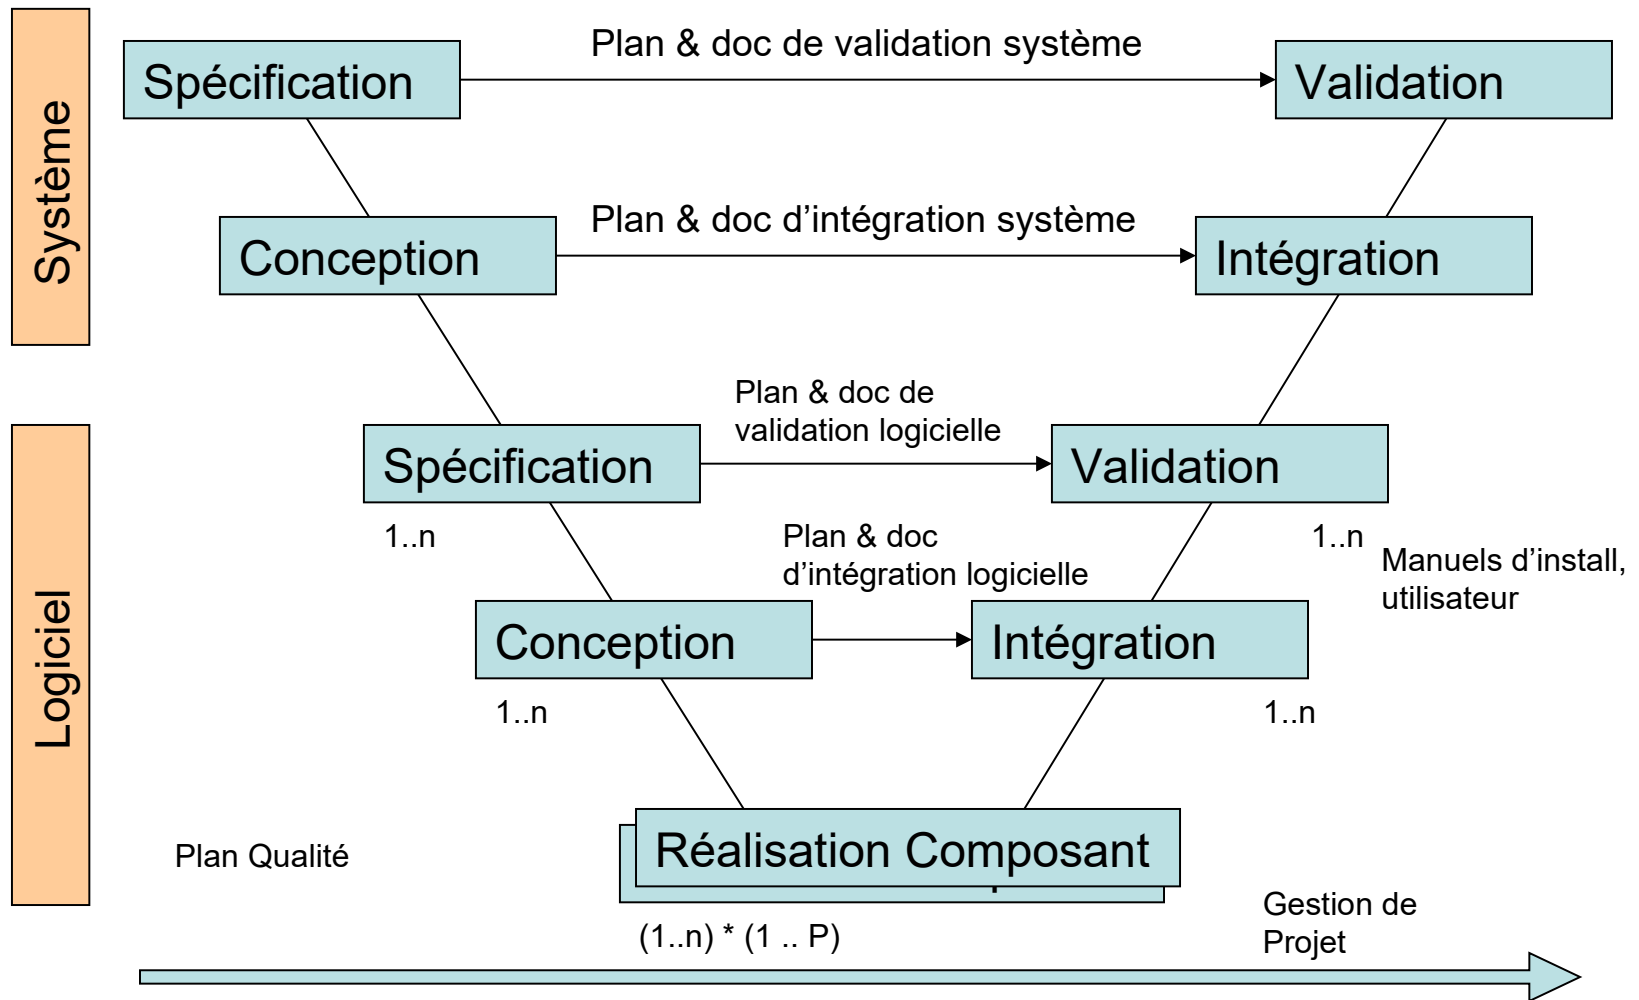 Système
Plan & doc de validation système
Spécification
Validation
Plan & doc d’intégration système
Conception
Intégration
Logiciel
Plan & doc de
validation logicielle
Spécification
Validation
1..n
1..n
Plan & doc
d’intégration logicielle
Manuels d’install,
utilisateur
Conception
Intégration
1..n
1..n
Réalisation Composant
Plan Qualité
(1..n) * (1 .. P)
Gestion de
Projet